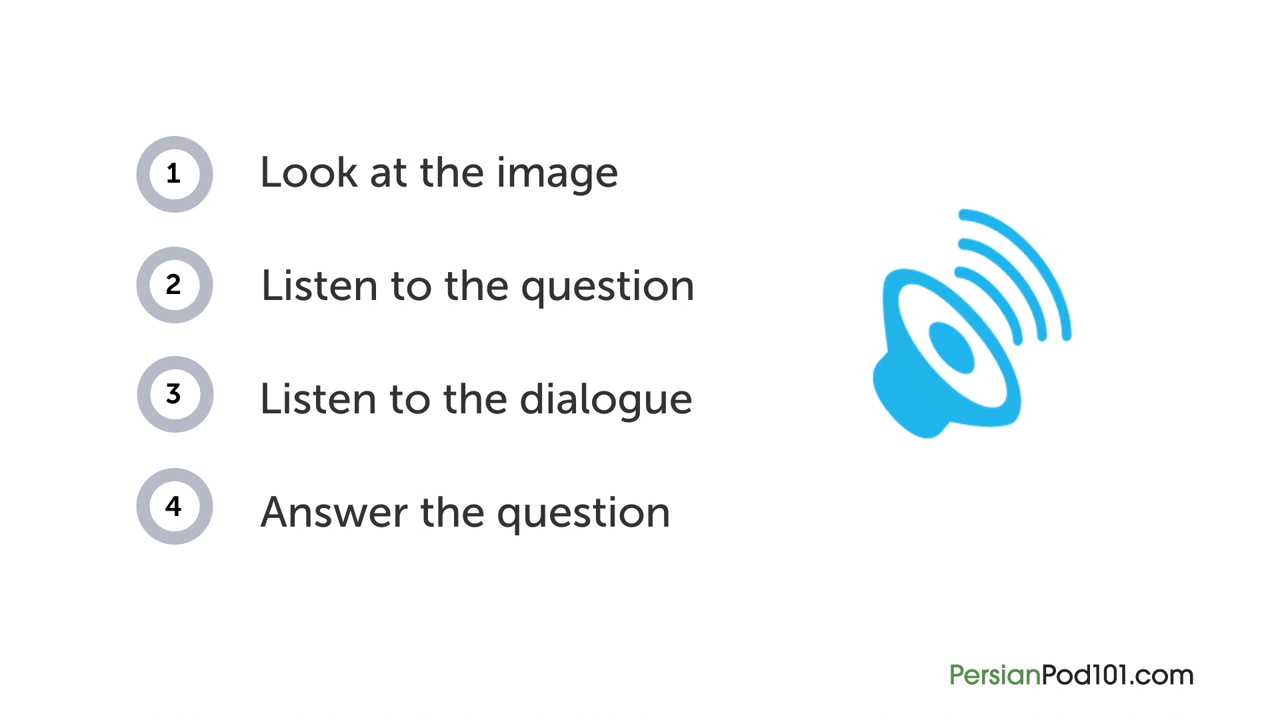 1 Look at the image
2 Listen to the question
3 Listen to the dialogue
4 Answer the question
PersianPod101.com